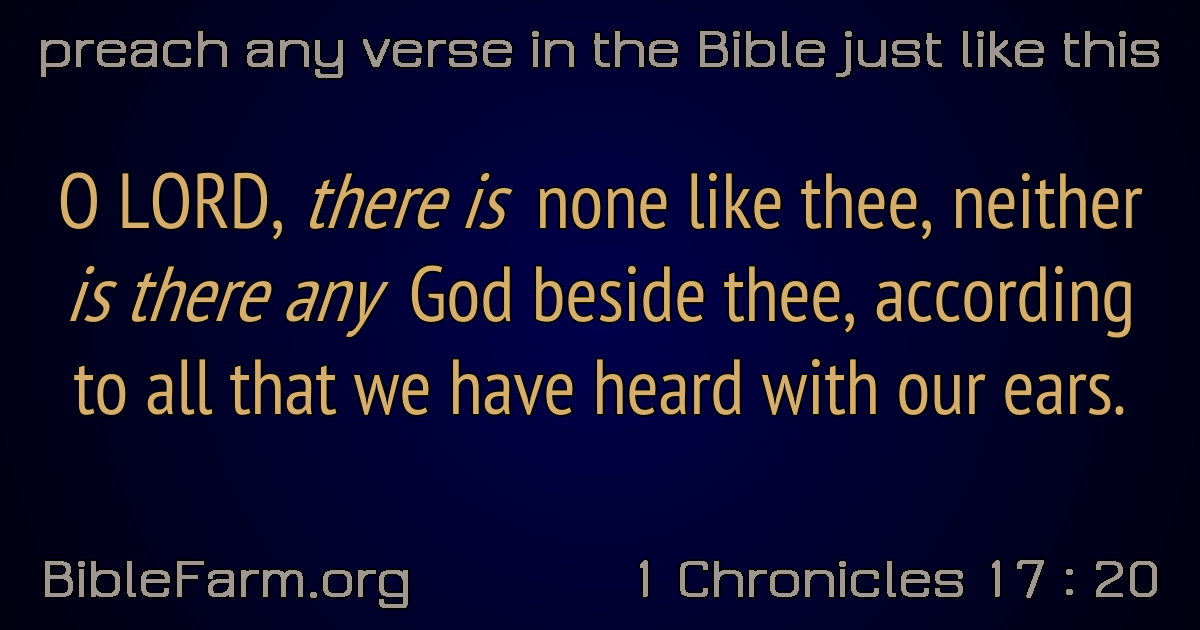 preach any verse in the Bible just like this
O LORD, there is none like thee, neither
is there any God beside thee, according
to all that we have heard with our ears.
BibleFarm.org
1 Chronicles 17 : 20